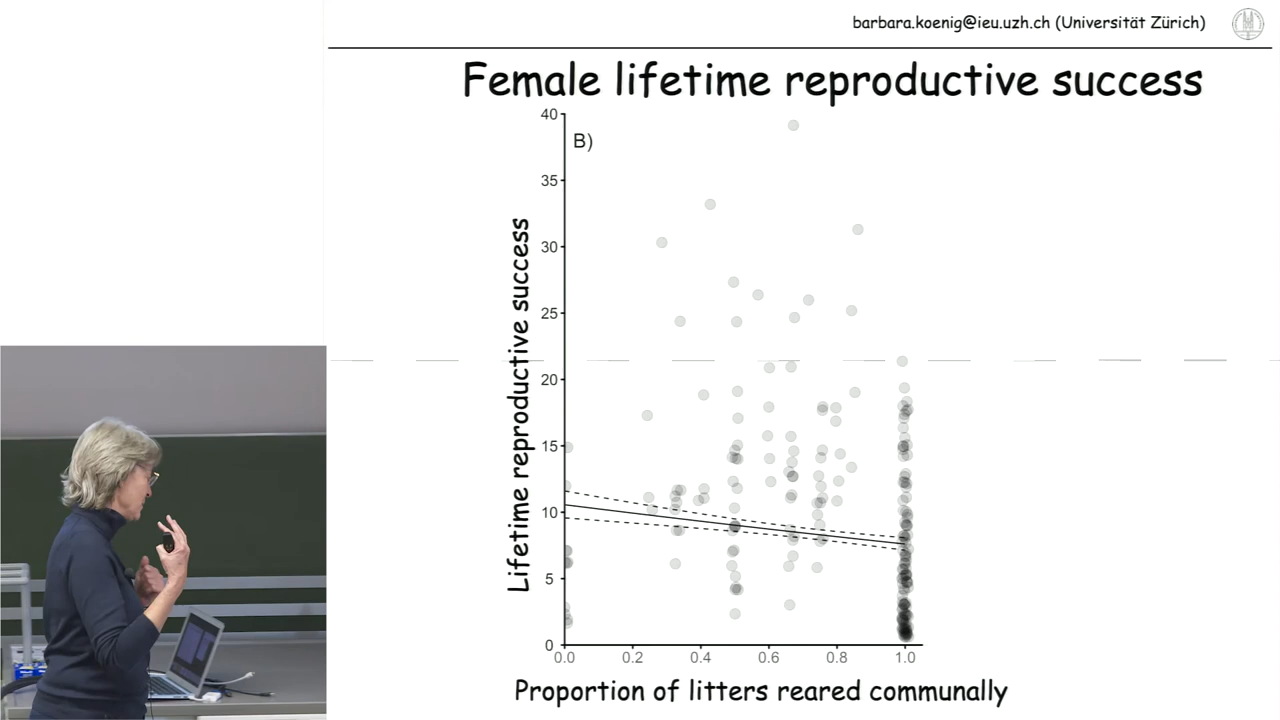 barbara.koenig@ieu.uzh.ch (Universität Zürich)
Female lifetime reproductive success
B)
Lifetime reproductive success
40
35
30
25
20
15
10
5
0
0.0 0.2 0.4 0.6 0.8 1.0
Proportion of litters reared communally